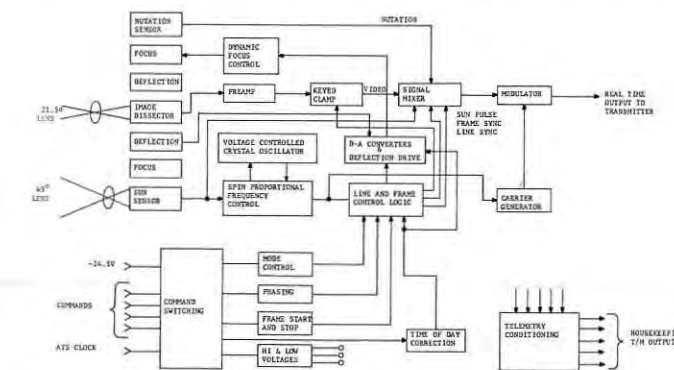 NUTATION
SENSOR
NUTATION
FOCUS
DYNAMIC
FOCUS
CONTROL
DEFLECTION
21.5°
LENS
IMAGE
DISSECTOR
PREAMP
KEYED
CLAMP
VIDEO
SIGNAL
MIXER
MODULATOR
REAL TIME
OUTPUT TO
TRANSMITTER
SUN PULSE
FRAME SYNC
LINE SYNC
DEFLECTION
VOLTAGE CONTROLLED
CRYSTAL OSCILLATOR
D-A CONVERTERS
&
DEFLECTION DRIVE
FOCUS
45°
LENS
SUN
SENSOR
SPIN PROPORTIONAL
FREQUENCY
CONTROL
LINE AND FRAME
CONTROL LOGIC
CARRIER
GENERATOR
COMMANDS
ATS CLOCK
COMMAND
SWITCHING
MODE
CONTROL
PHASING
FRAME START
AND STOP
HI & LOW
VOLTAGES
TIME OF DAY
CORRECTION
TELEMETRY
CONDITIONING
HOUSEKEEPI
T/M OUTPUT